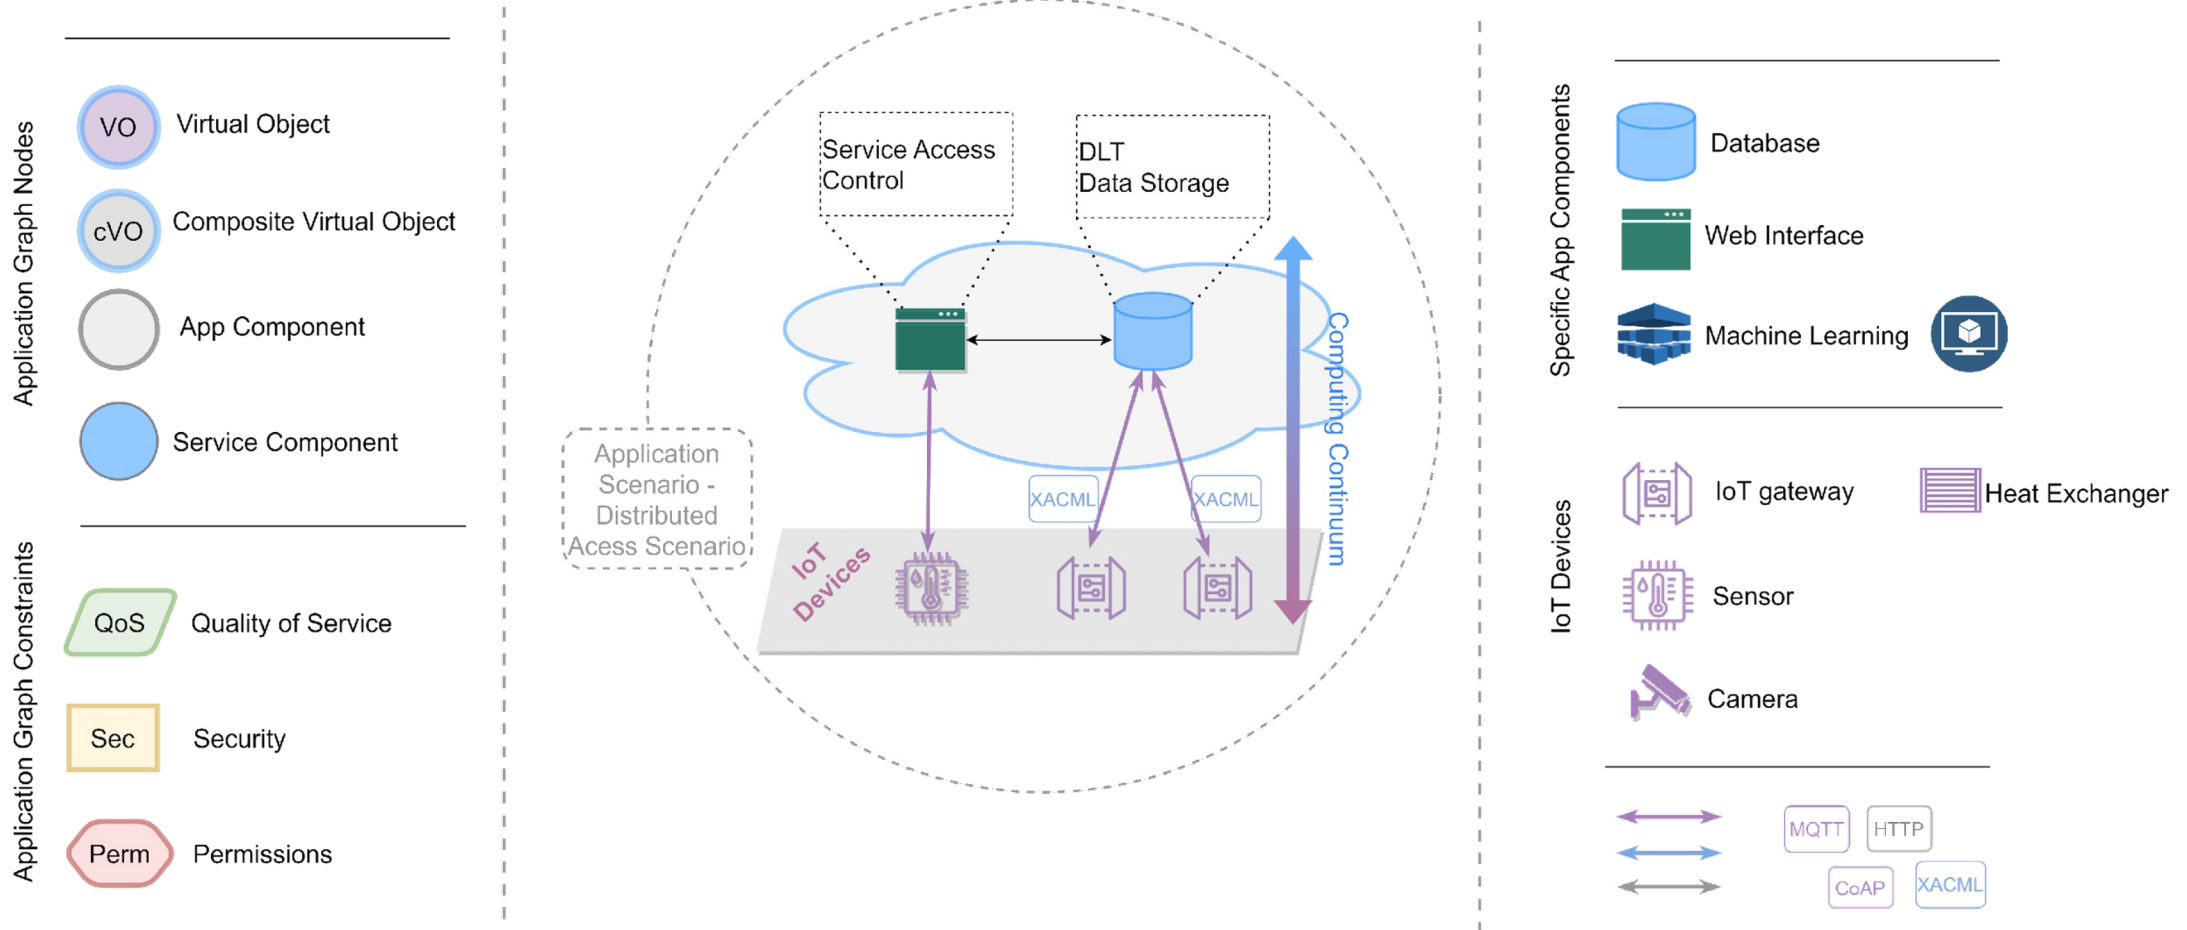 Application Graph Nodes
VO
Virtual Object
cVO
Composite Virtual Object
App Component
Service Component
Application Graph Constraints
QoS
Quality of Service
Sec
Security
Perm
Permissions
Service Access
Control
DLT
Data Storage
Computing Continuum
Application
Scenario -
Distributed
Acess Scenario
XACML
XACML
IoT
Devices
Specific App Components
Database
Web Interface
Machine Learning
IoT Devices
IoT gateway
Heat Exchanger
Sensor
Camera
MQTT
HTTP
CoAP
XACML